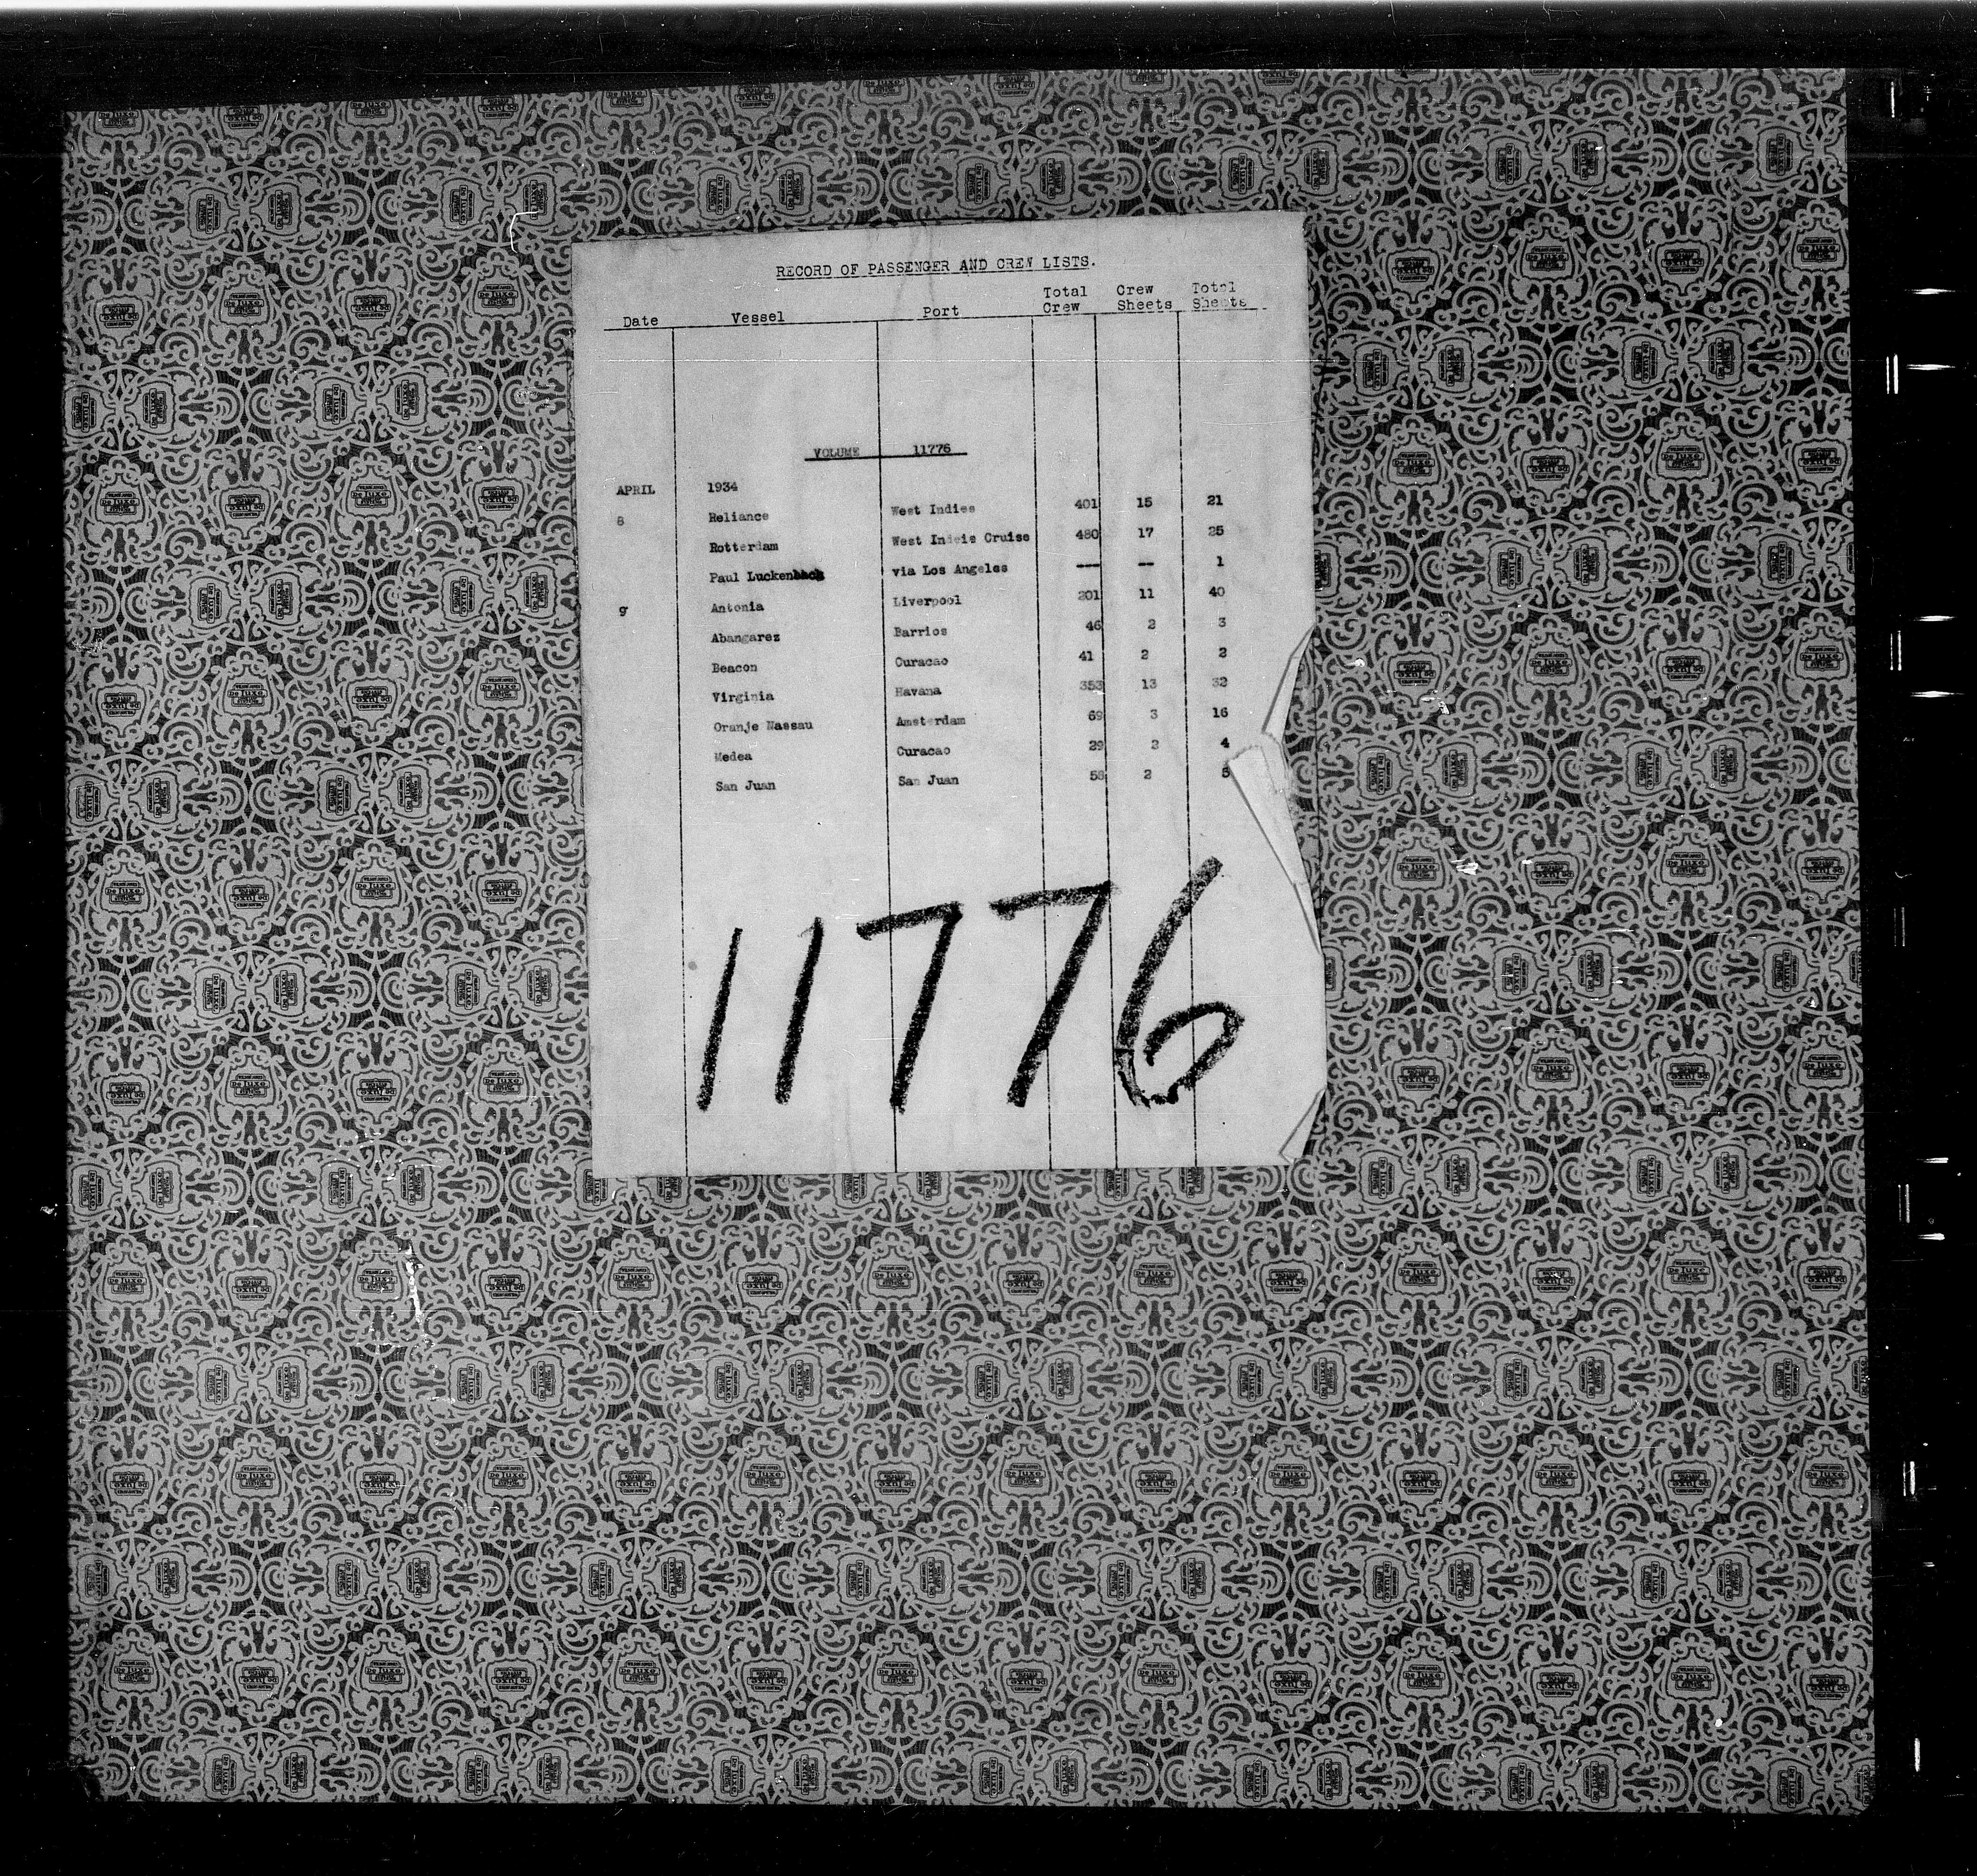 RECORD OF PASSENGER AND CREW LISTS.
Date Vessel Port Total Crew Crew Sheets Total Sheets
VOLUME 11776
APRIL 1934
8 Reliance West Indies 401 15 21
Rotterdam West Indeis Cruise 480 17 25
Paul Luckenbach via Los Angeles --- -- 1
9 Antonia Liverpool 201 11 40
Abangarez Barrios 46 2 3
Beacon Curacao 41 2 2
Virginia Havana 353 13 32
Oranje Nassau Amsterdam 69 3 16
Medea Curacao 29 2 4
San Juan San Juan 2 5
11776